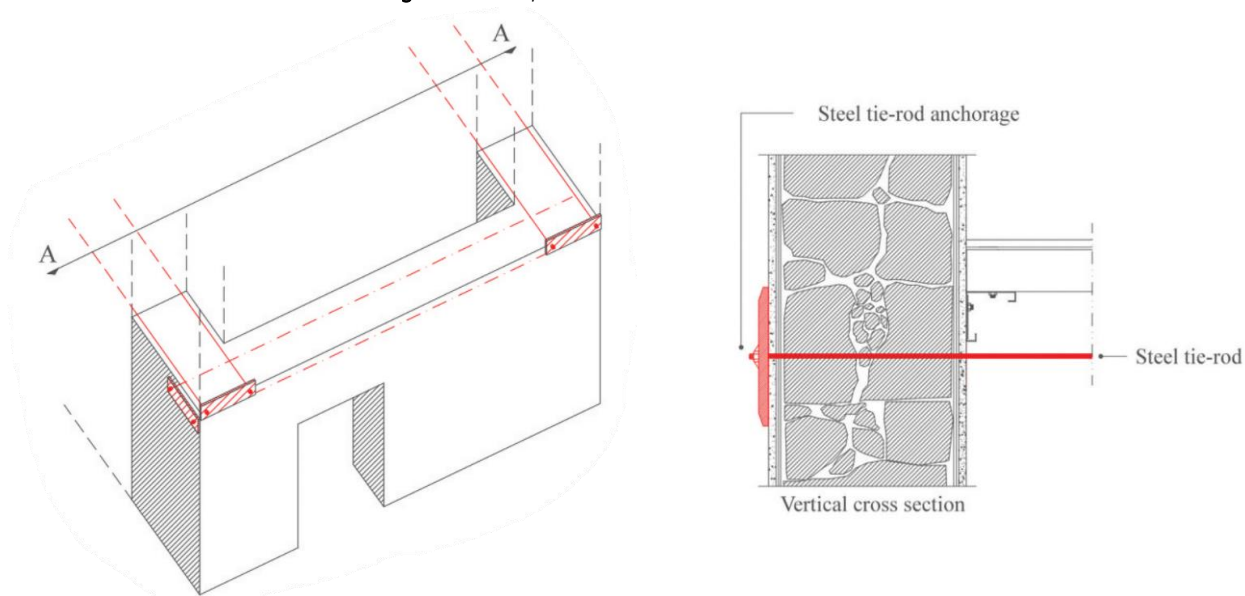 A
A
Steel tie-rod anchorage
Steel tie-rod
Vertical cross section